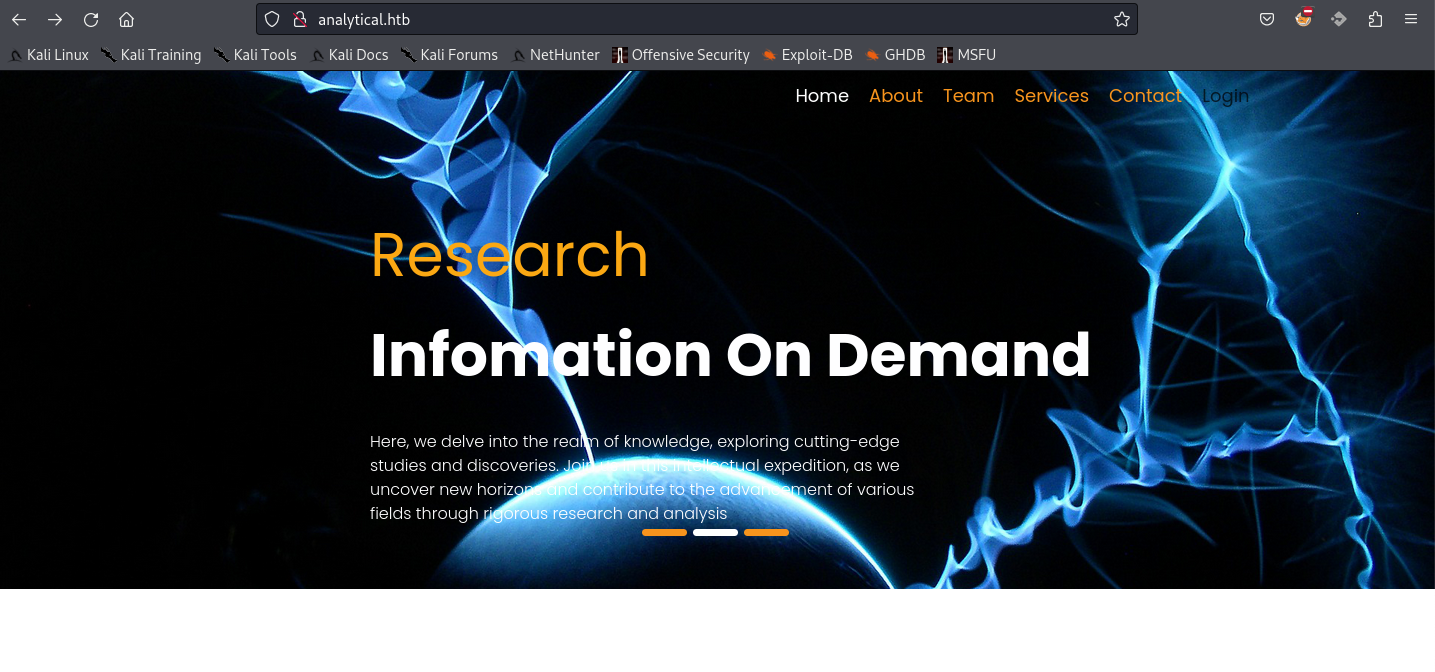 analytical.htb
Kali Linux Kali Training Kali Tools Kali Docs Kali Forums NetHunter Offensive Security Exploit-DB GHDB MSFU
Home About Team Services Contact Login
Research
Infomation On Demand
Here, we delve into the realm of knowledge, exploring cutting-edge
studies and discoveries. Join us in this intellectual expedition, as we
uncover new horizons and contribute to the advancement of various
fields through rigorous research and analysis